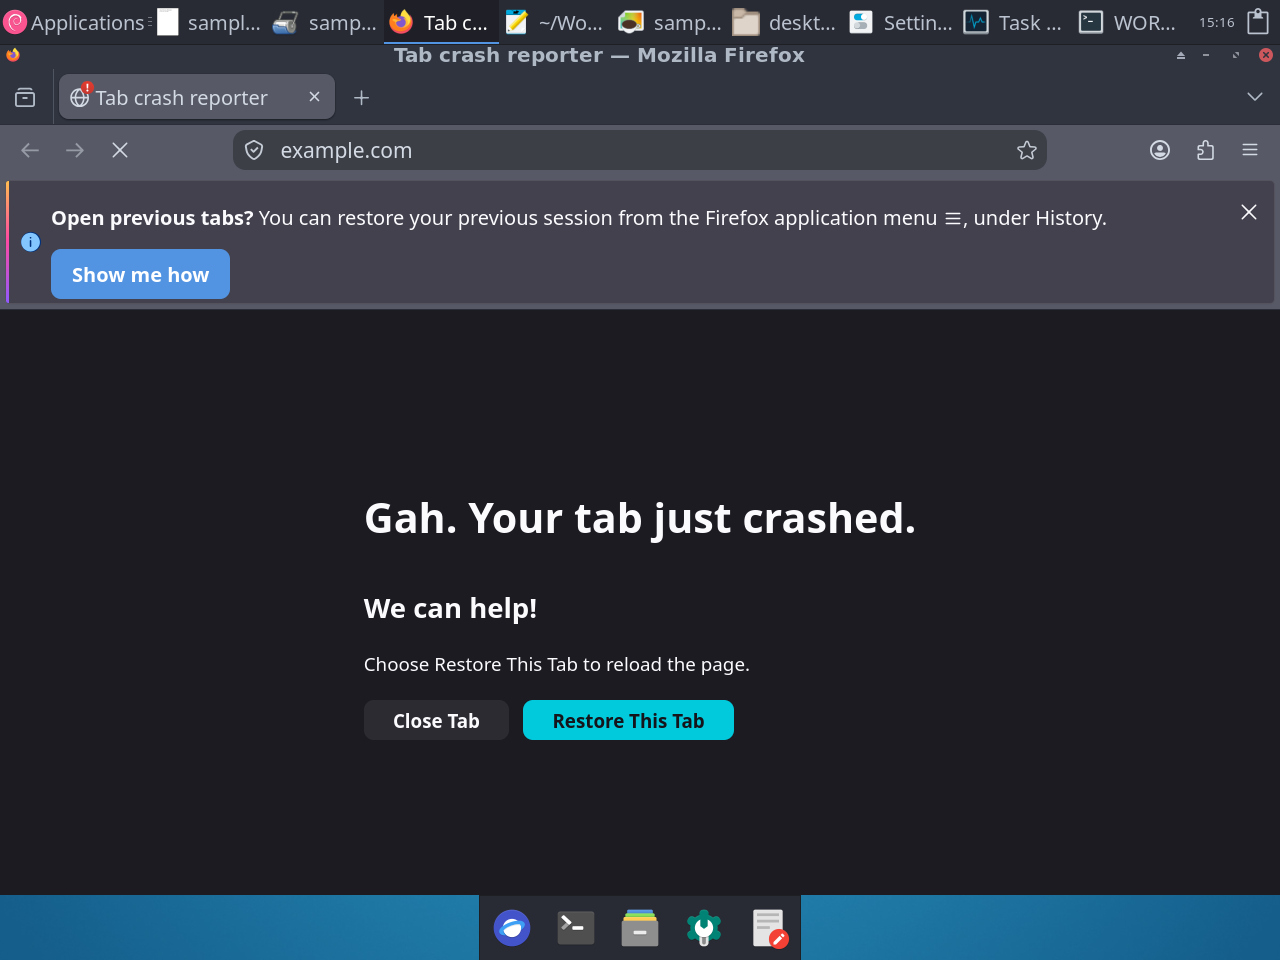 Applications
sampl...
samp...
Tab c...
~/Wo...
samp...
deskt...
Settin...
Task ...
WOR...
15:16
Tab crash reporter — Mozilla Firefox
Tab crash reporter
example.com
Open previous tabs? You can restore your previous session from the Firefox application menu ≡, under History.
Show me how
Gah. Your tab just crashed.
We can help!
Choose Restore This Tab to reload the page.
Close Tab
Restore This Tab